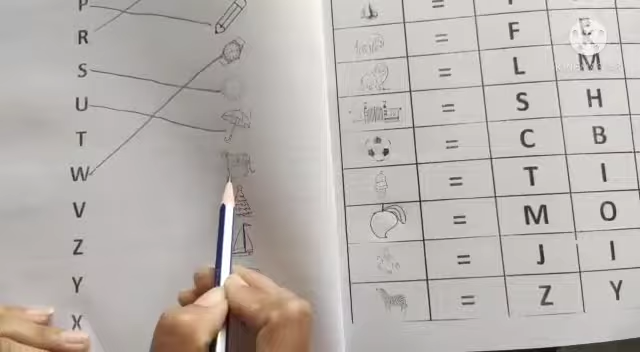 P
R
S
U
T
W
V
Z
Y
X
=
= F
= L M
= S H
= C B
= T I
= M O
= J I
= Z Y